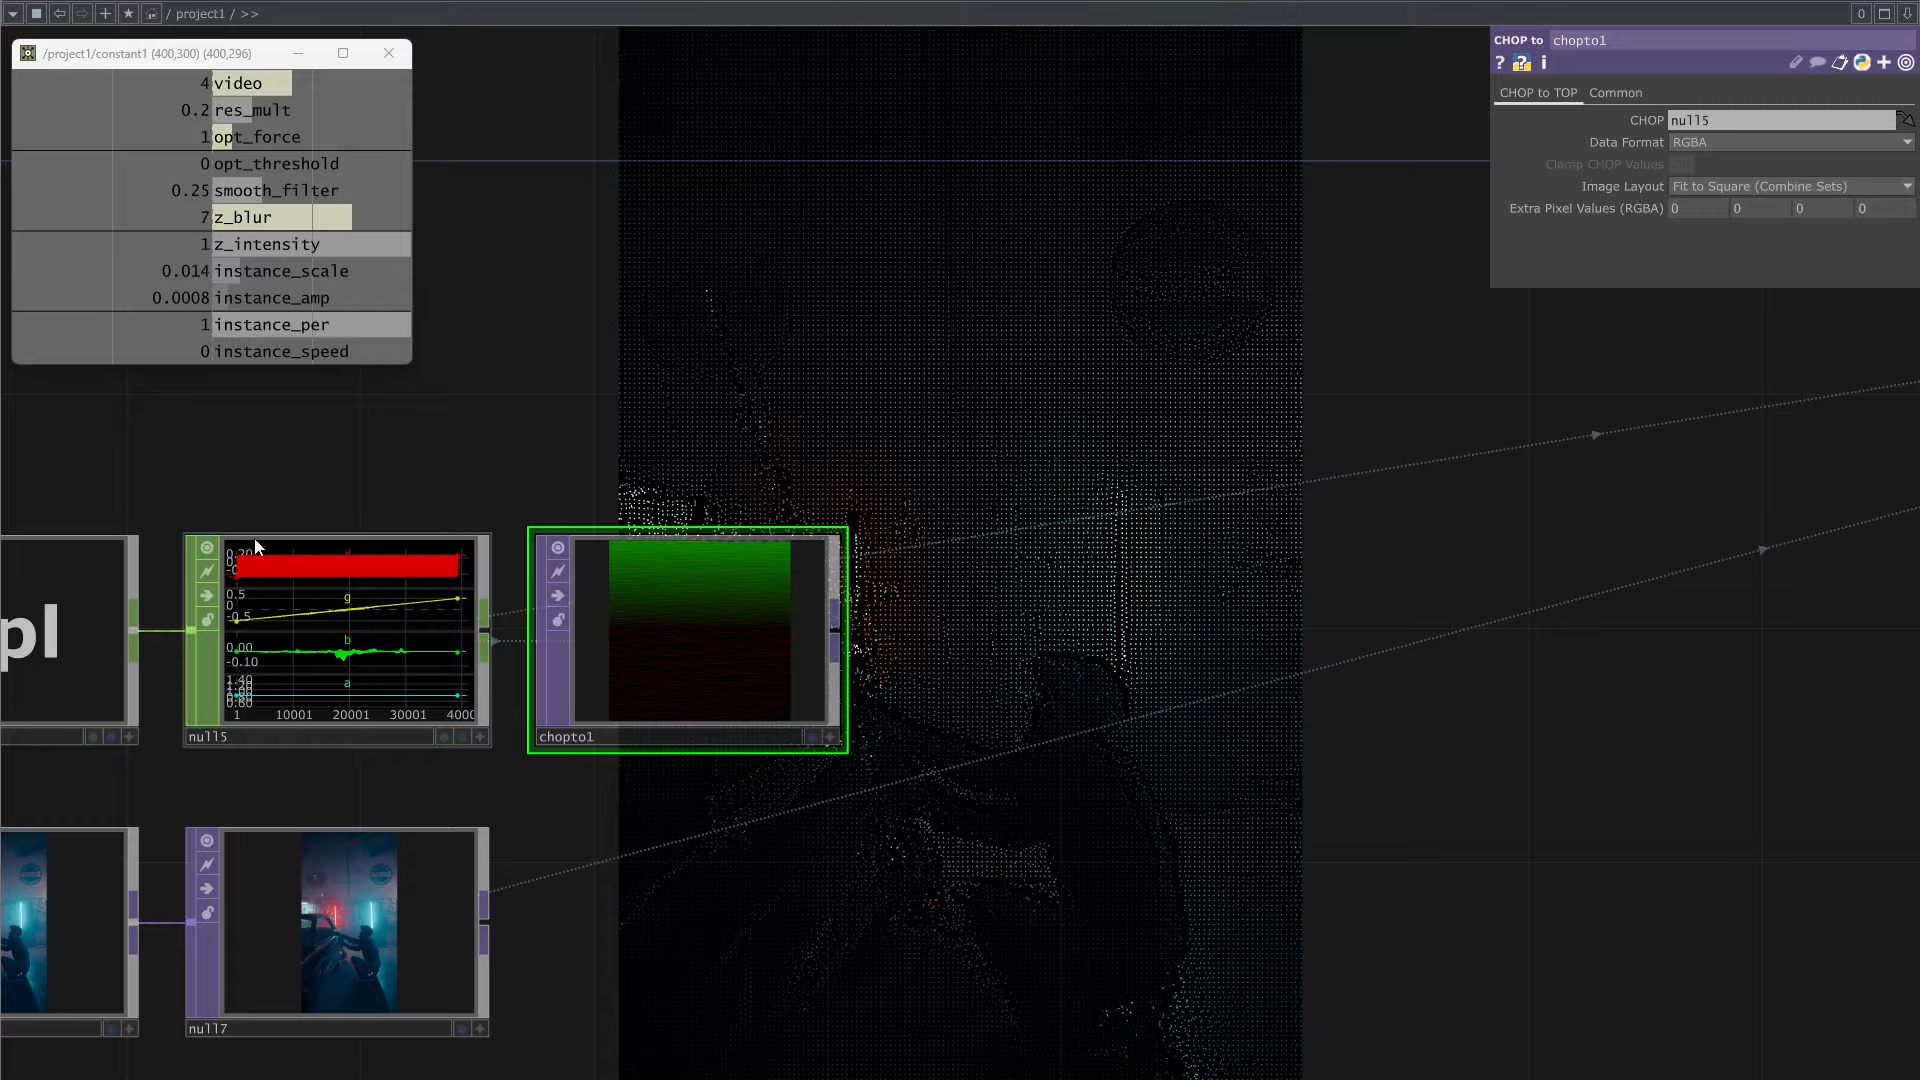 / project1 / >>
0
/project1/constant1 (400,300) (400,296)
4 video
0.2 res_mult
1 opt_force
0 opt_threshold
0.25 smooth_filter
7 z_blur
1 z_intensity
0.014 instance_scale
0.0008 instance_amp
1 instance_per
0 instance_speed
CHOP to chopto1
? ? i
CHOP to TOP Common
CHOP null5
Data Format RGBA
Clamp CHOP Values
Image Layout Fit to Square (Combine Sets)
Extra Pixel Values (RGBA) 0 0 0 0
pl
0.5
0
-0.5
g
0.00
-0.10
b
1.40
a
1 10001 20001 30001 4000
null5
chopto1
null7